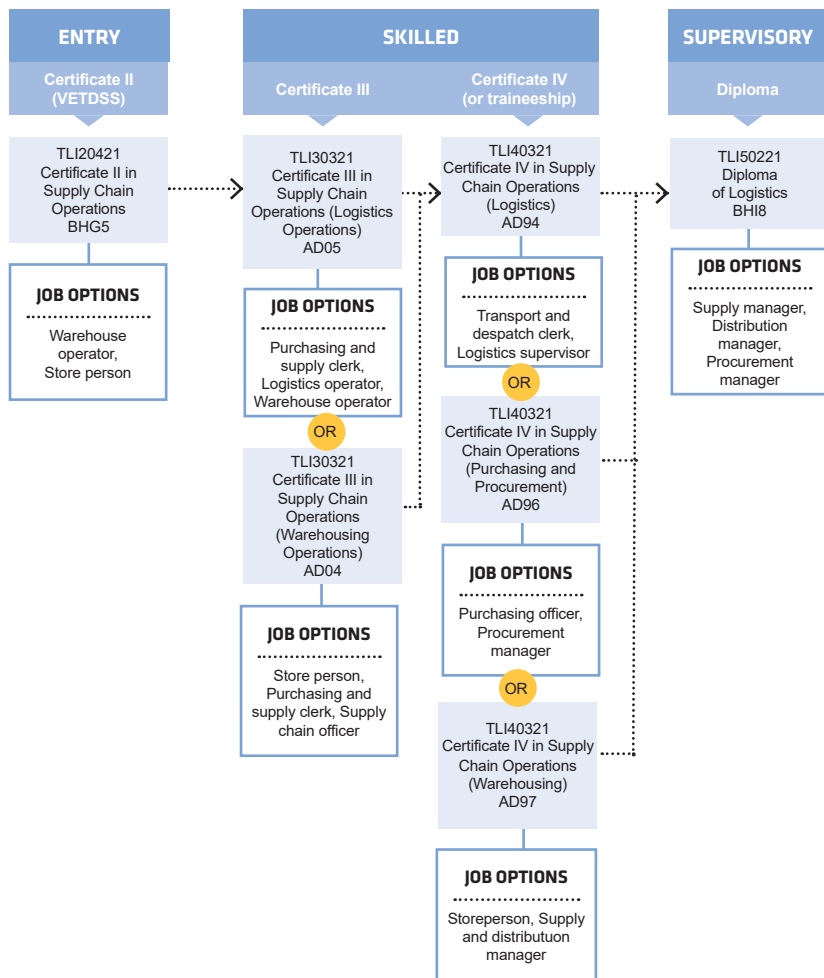 ENTRY
Certificate II
(VETDSS)
TLI20421
Certificate II in
Supply Chain
Operations
BHG5
JOB OPTIONS
Warehouse
operator,
Store person
SKILLED
Certificate III
TLI30321
Certificate III in
Supply Chain
Operations (Logistics
Operations)
AD05
JOB OPTIONS
Purchasing and
supply clerk,
Logistics operator,
Warehouse operator
OR
TLI30321
Certificate III in
Supply Chain
Operations
(Warehousing
Operations)
AD04
JOB OPTIONS
Store person,
Purchasing and
supply clerk, Supply
chain officer
Certificate IV
(or traineeship)
TLI40321
Certificate IV in Supply
Chain Operations
(Logistics)
AD94
JOB OPTIONS
Transport and
despatch clerk,
Logistics supervisor
OR
TLI40321
Certificate IV in Supply
Chain Operations
(Purchasing and
Procurement)
AD96
JOB OPTIONS
Purchasing officer,
Procurement
manager
OR
TLI40321
Certificate IV in Supply
Chain Operations
(Warehousing)
AD97
JOB OPTIONS
Storeperson, Supply
and distributuon
manager
SUPERVISORY
Diploma
TLI50221
Diploma
of Logistics
BHI8
JOB OPTIONS
Supply manager,
Distribution
manager,
Procurement
manager